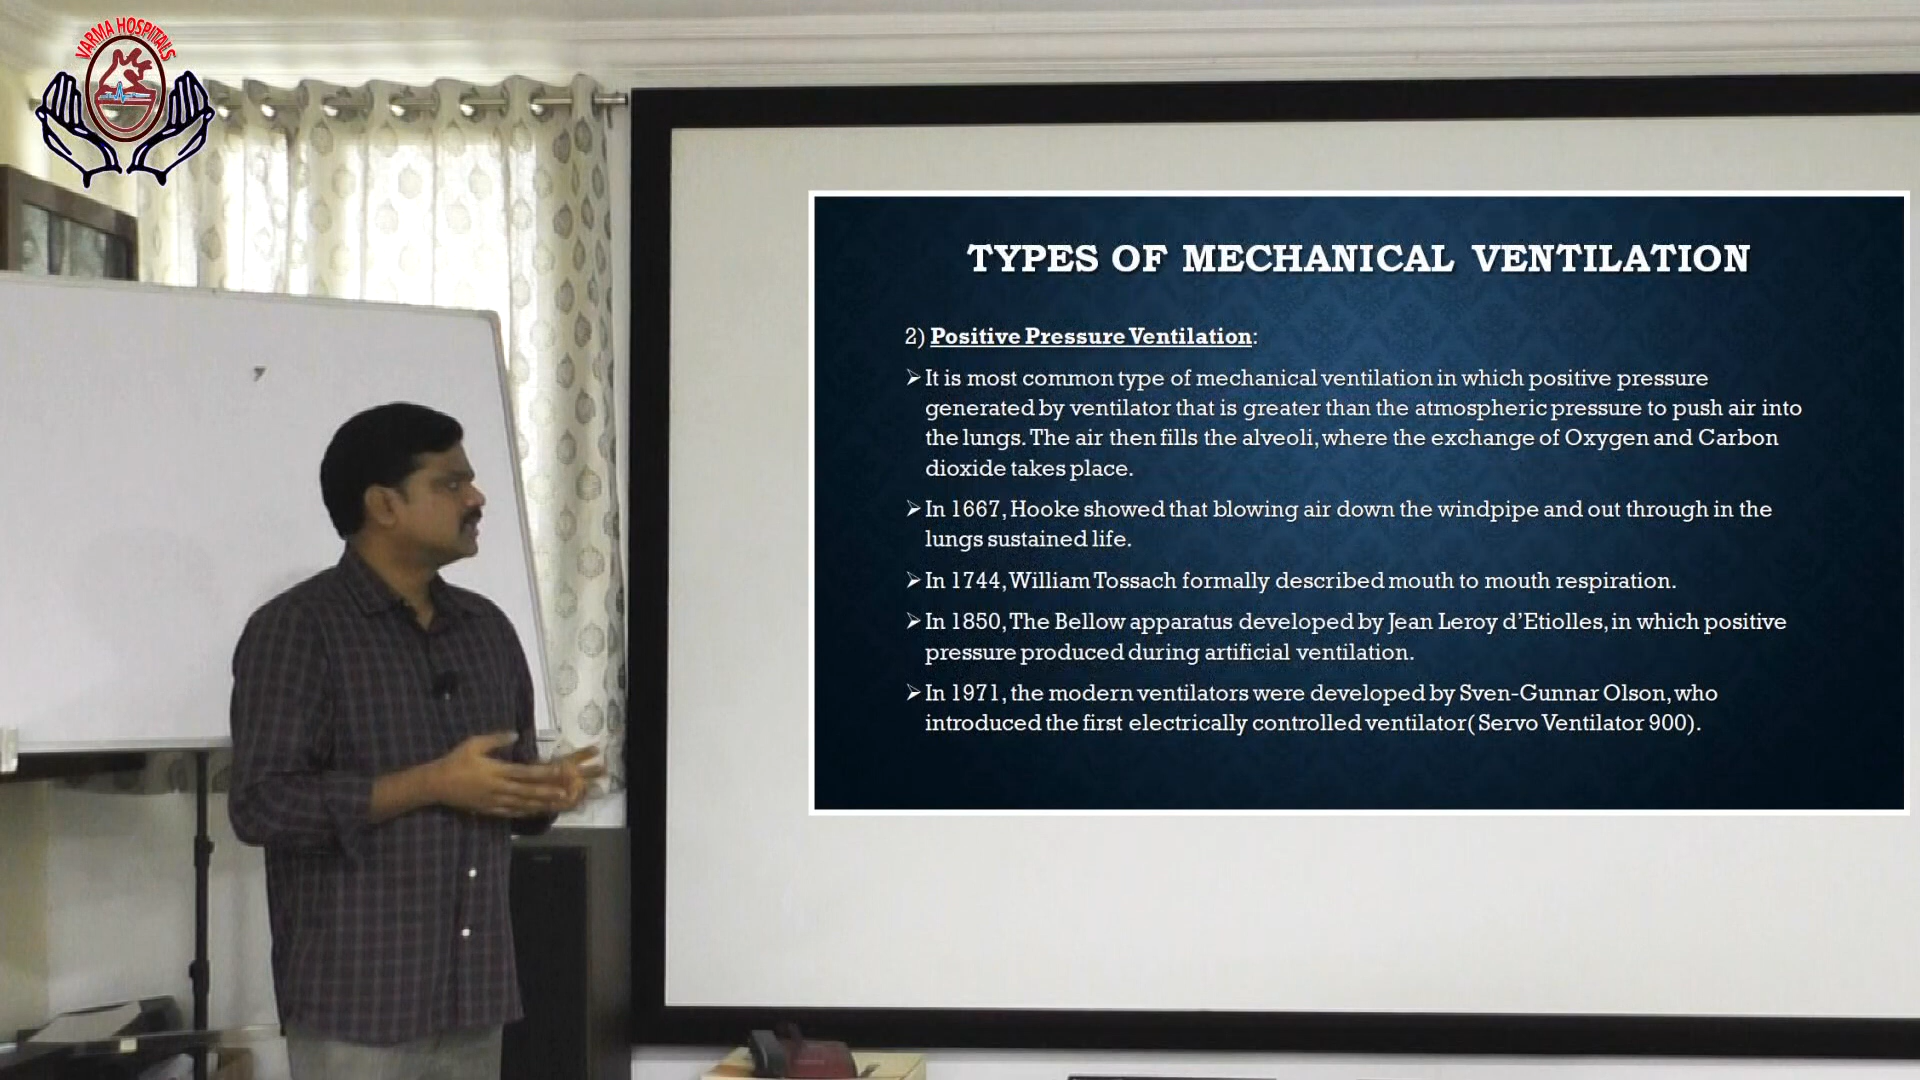 VARMA HOSPITALS
TYPES OF MECHANICAL VENTILATION
2) Positive Pressure Ventilation:
➢It is most common type of mechanical ventilation in which positive pressure
generated by ventilator that is greater than the atmospheric pressure to push air into
the lungs. The air then fills the alveoli, where the exchange of Oxygen and Carbon
dioxide takes place.
➢In 1667, Hooke showed that blowing air down the windpipe and out through in the
lungs sustained life.
➢In 1744, William Tossach formally described mouth to mouth respiration.
➢In 1850, The Bellow apparatus developed by Jean Leroy d’Etiolles, in which positive
pressure produced during artificial ventilation.
➢In 1971, the modern ventilators were developed by Sven-Gunnar Olson, who
introduced the first electrically controlled ventilator( Servo Ventilator 900).